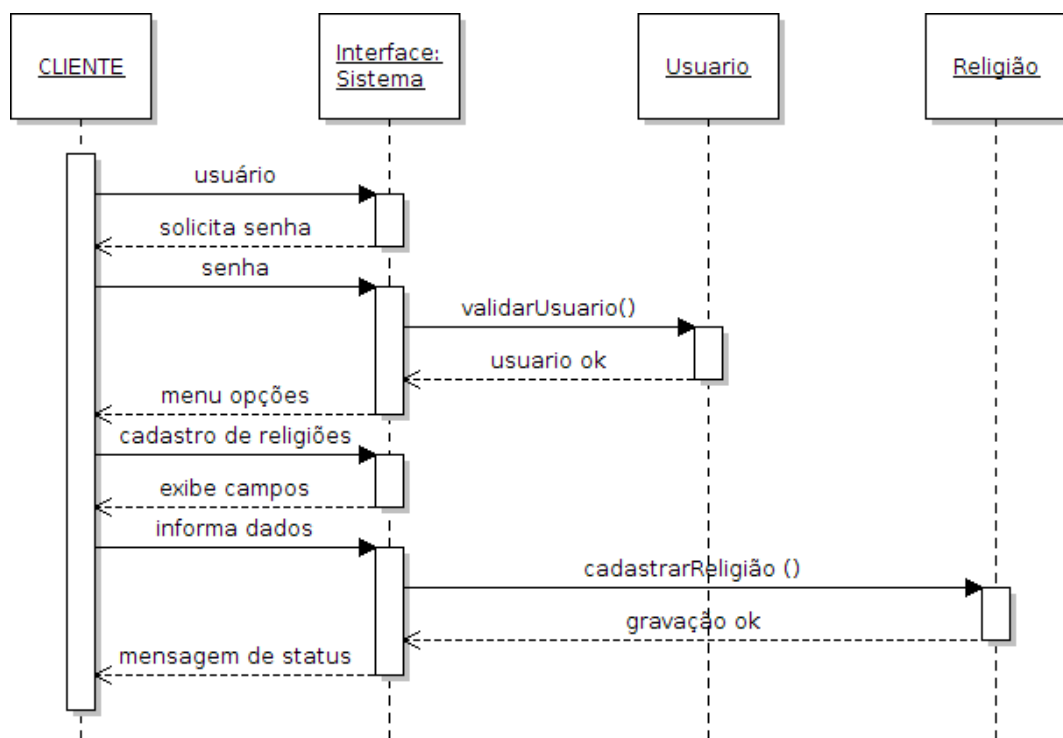 CLIENTE
Interface:
Sistema
Usuario
Religião
usuário
solicita senha
senha
validarUsuario()
usuario ok
menu opções
cadastro de religiões
exibe campos
informa dados
cadastrarReligião ()
gravação ok
mensagem de status